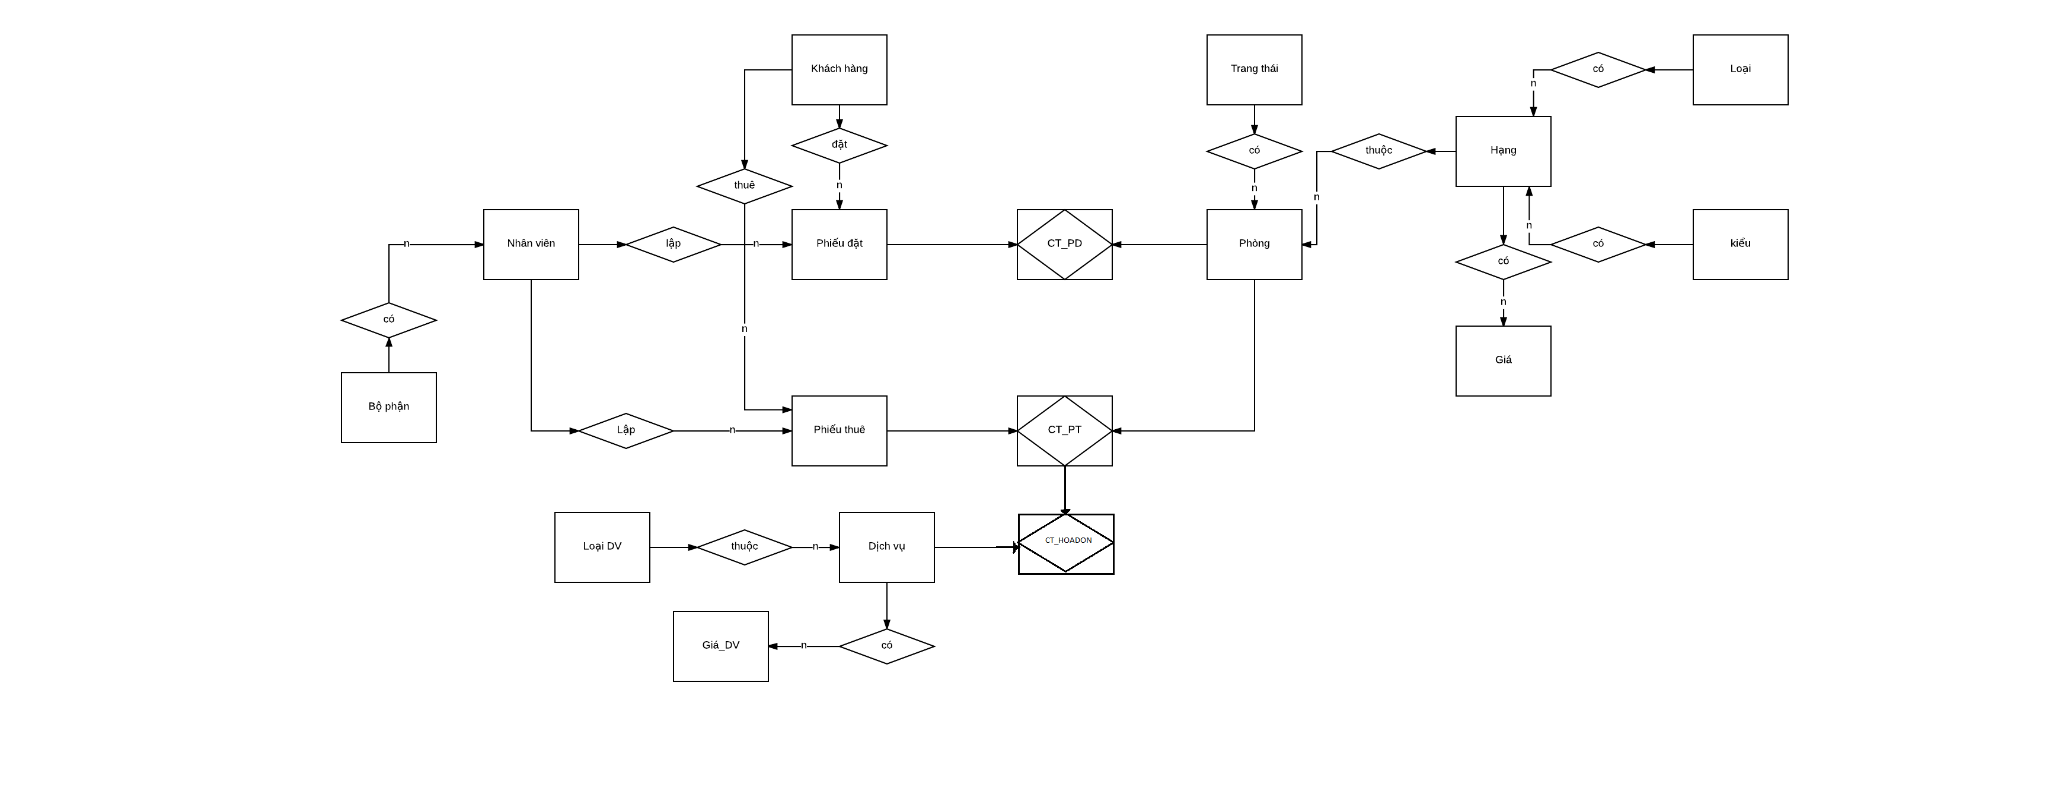 Khách hàng
Trang thái
có
Loại
n
đặt
có
thuộc
Hạng
thuê
n
n
n
n
Nhân viên
lập
n
Phiếu đặt
CT_PD
Phòng
có
kiểu
n
có
n
có
n
Giá
Bộ phận
Lập
n
Phiếu thuê
CT_PT
Loại DV
thuộc
n
Dịch vụ
CT_HOADON
Giá_DV
n
có